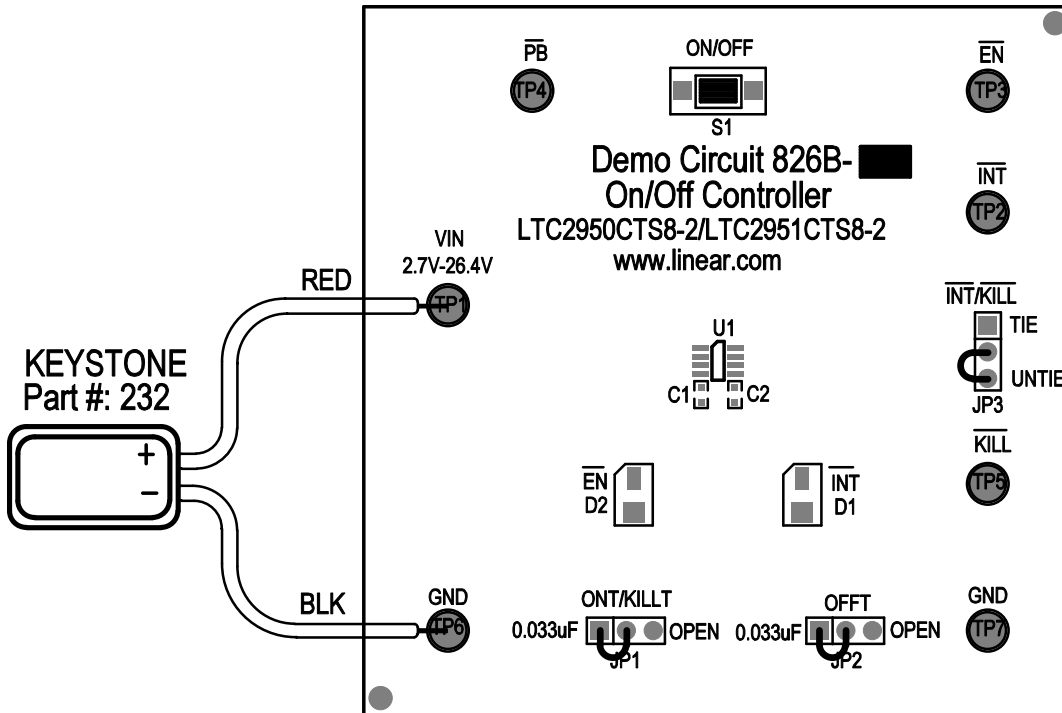 PB
ON/OFF
EN
TP4
TP3
S1
Demo Circuit 826B-
On/Off Controller
LTC2950CTS8-2/LTC2951CTS8-2
www.linear.com
INT
TP2
VIN
2.7V-26.4V
RED
TP1
INT/KILL
TIE
UNTIE
JP3
U1
C1
C2
KEYSTONE
Part #: 232
+
–
KILL
TP5
EN
D2
INT
D1
BLK
GND
TP6
ONT/KILLT
0.033uF
OPEN
JP1
OFFT
0.033uF
OPEN
JP2
GND
TP7